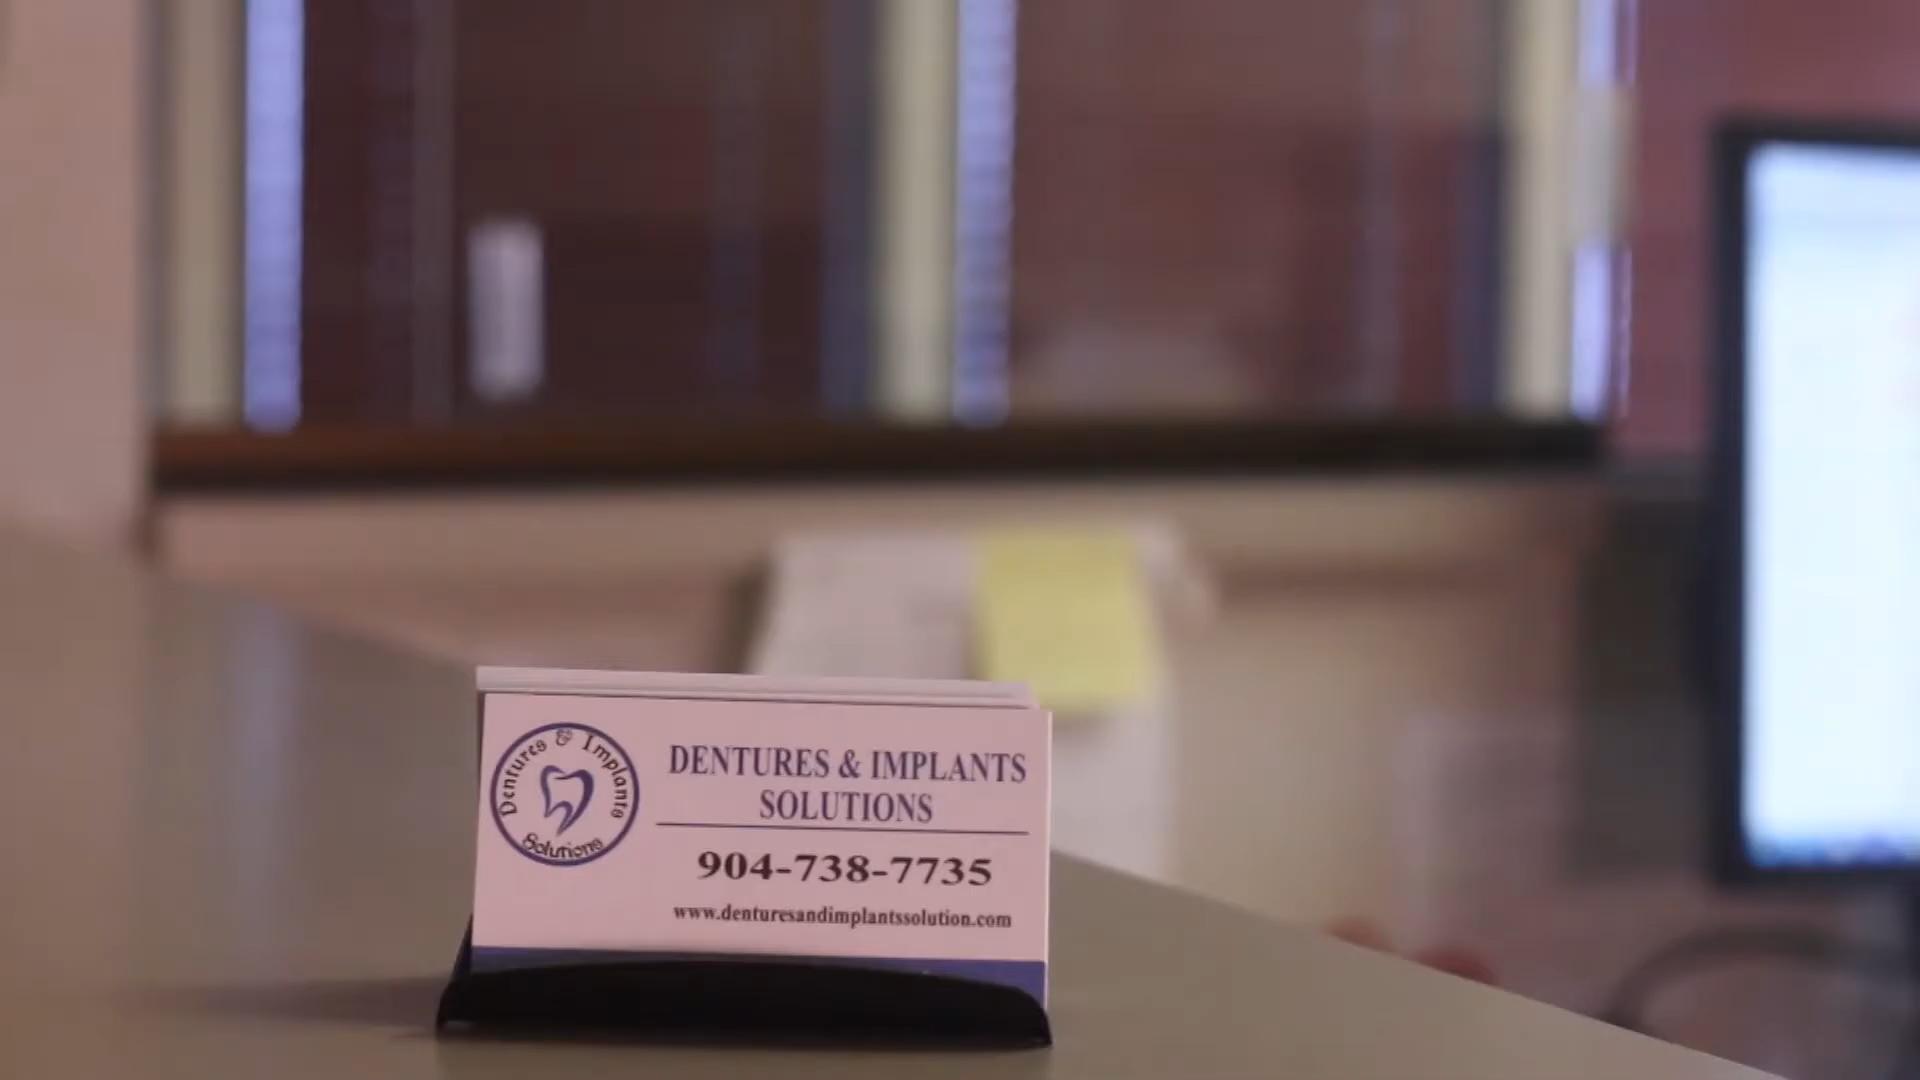 Dentures & Implants
Solutions
DENTURES & IMPLANTS
SOLUTIONS
904-738-7735
www.denturesandimplantssolution.com